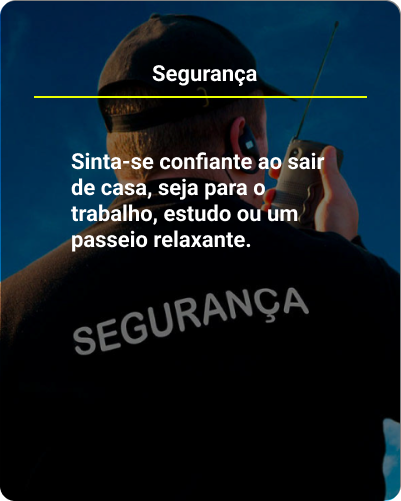 Segurança
Sinta-se confiante ao sair
de casa, seja para o
trabalho, estudo ou um
passeio relaxante.
SEGURANÇA